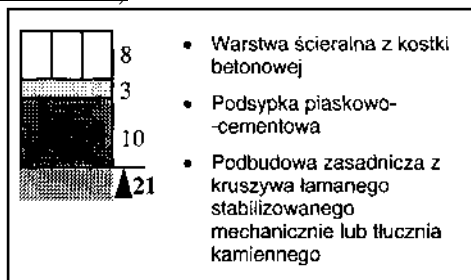 8
3
10
21
• Warstwa ścieralna z kostki
betonowej
• Podsypka piaskowo-
-cementowa
• Podbudowa zasadnicza z
kruszywa łamanego
stabilizowanego
mechanicznie lub tłucznia
kamiennego